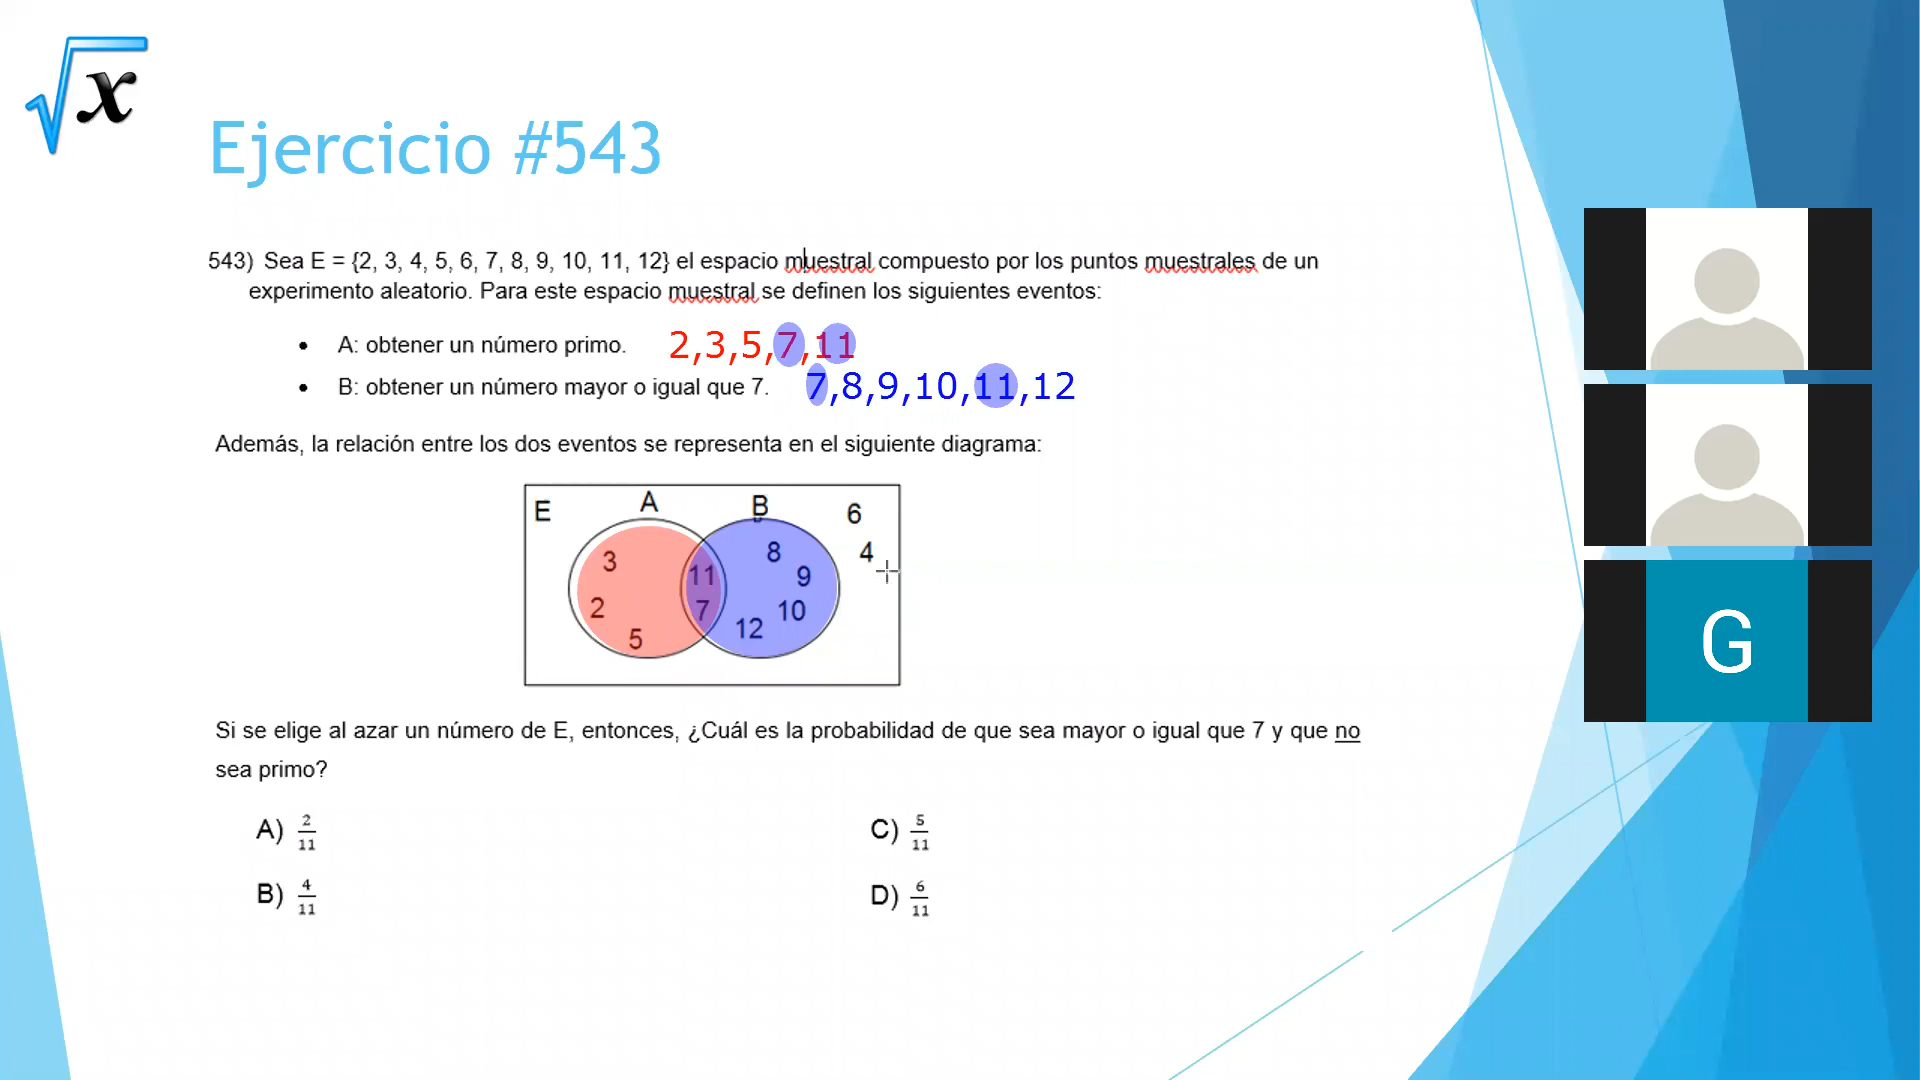 √x
Ejercicio #543
543) Sea E = {2, 3, 4, 5, 6, 7, 8, 9, 10, 11, 12} el espacio muestral compuesto por los puntos muestrales de un
experimento aleatorio. Para este espacio muestral se definen los siguientes eventos:
• A: obtener un número primo. 2,3,5,7,11
• B: obtener un número mayor o igual que 7. 7,8,9,10,11,12
Además, la relación entre los dos eventos se representa en el siguiente diagrama:
E A B 6
3 11 8 4
9
2 7 10
5 12
Si se elige al azar un número de E, entonces, ¿Cuál es la probabilidad de que sea mayor o igual que 7 y que no
sea primo?
A) 2/11 C) 5/11
B) 4/11 D) 6/11
G